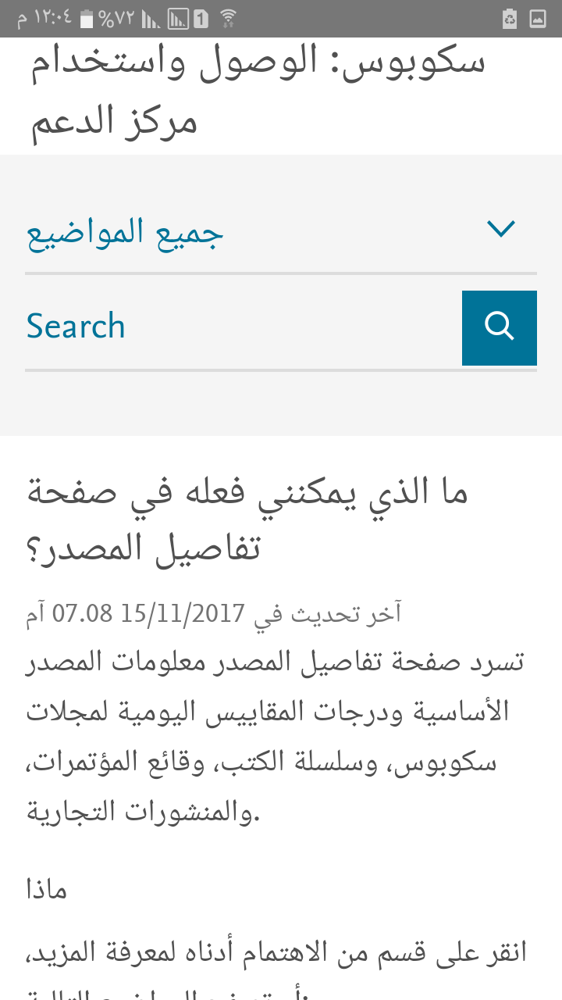 ١٢:٠٤ م %٧٢ 1
سكوبوس: الوصول واستخدام
مركز الدعم
جميع المواضيع
Search
ما الذي يمكنني فعله في صفحة
تفاصيل المصدر؟
آخر تحديث في 15/11/2017 07.08 آم
تسرد صفحة تفاصيل المصدر معلومات المصدر
الأساسية ودرجات المقاييس اليومية لمجلات
سكوبوس، وسلسلة الكتب، وقائع المؤتمرات،
والمنشورات التجارية.
ماذا
انقر على قسم من الاهتمام أدناه لمعرفة المزيد،